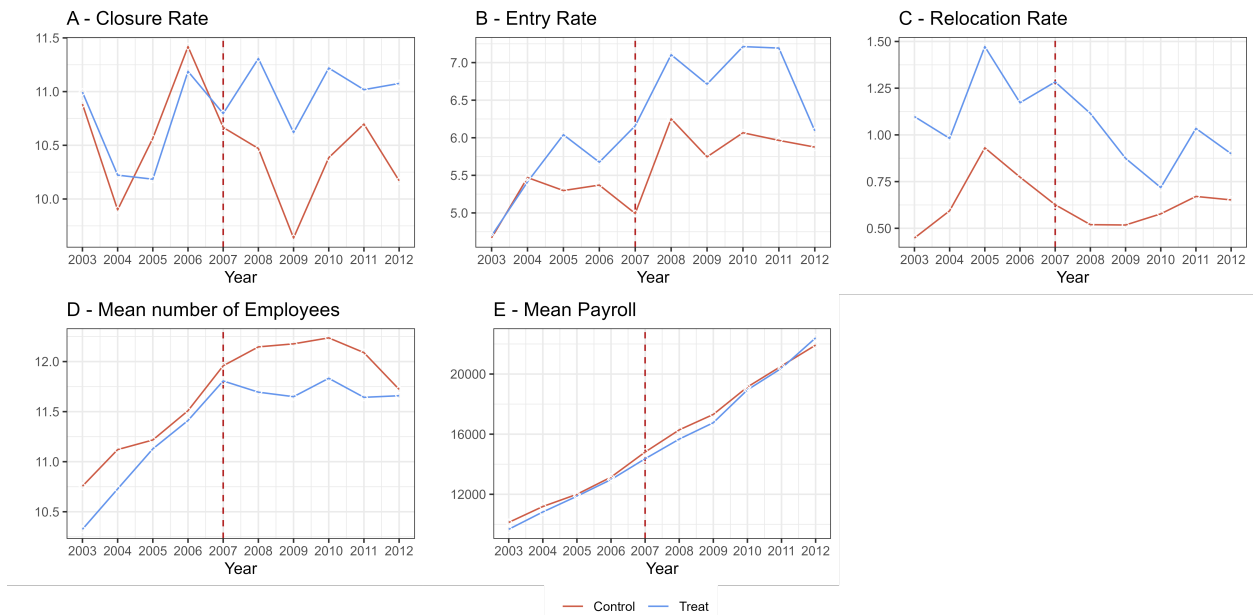 A - Closure Rate
11.5
11.0
10.5
10.0
2003 2004 2005 2006 2007 2008 2009 2010 2011 2012
Year
B - Entry Rate
7.0
6.5
6.0
5.5
5.0
2003 2004 2005 2006 2007 2008 2009 2010 2011 2012
Year
C - Relocation Rate
1.50
1.25
1.00
0.75
0.50
2003 2004 2005 2006 2007 2008 2009 2010 2011 2012
Year
D - Mean number of Employees
12.0
11.5
11.0
10.5
2003 2004 2005 2006 2007 2008 2009 2010 2011 2012
Year
E - Mean Payroll
20000
16000
12000
2003 2004 2005 2006 2007 2008 2009 2010 2011 2012
Year
Control Treat